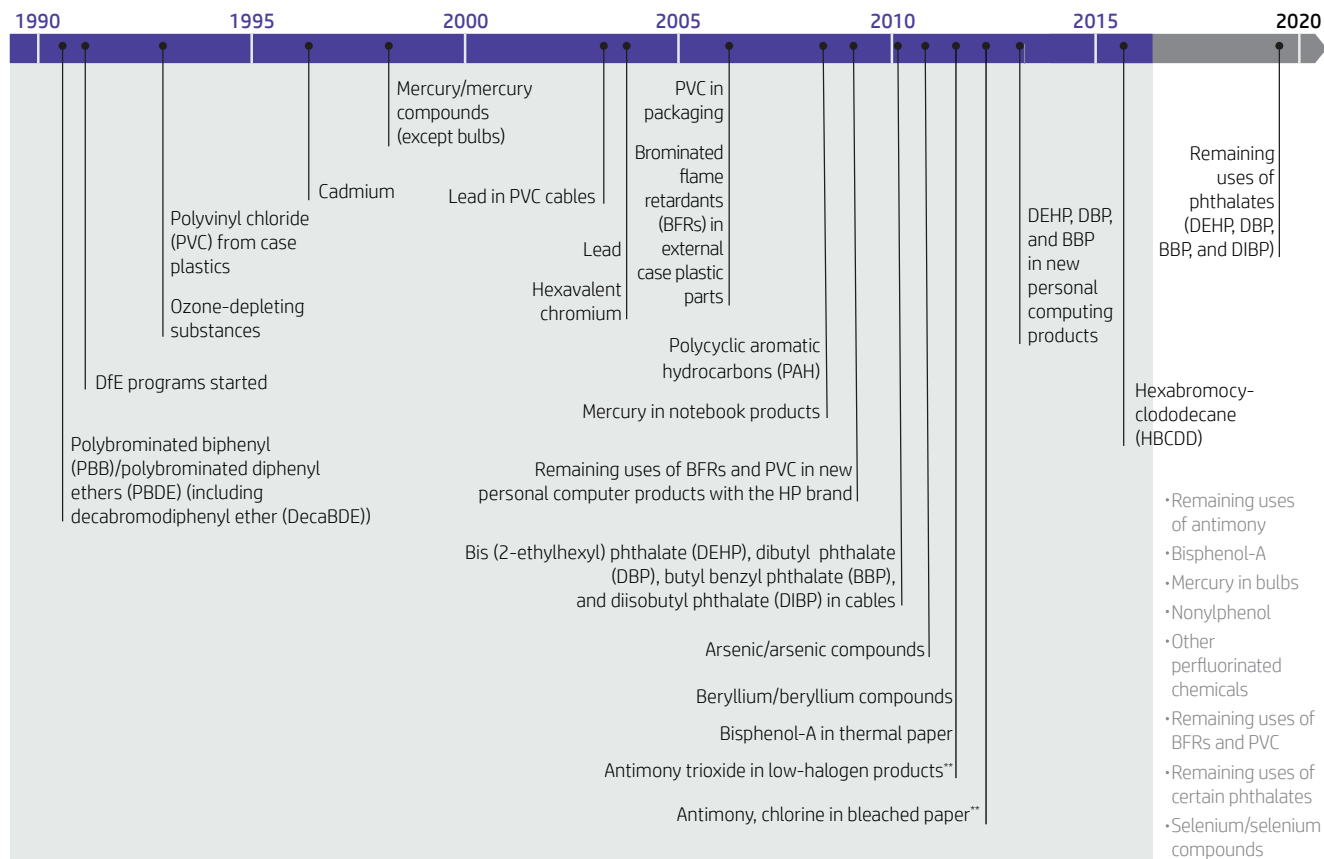 1990 1995 2000 2005 2010 2015 2020
Mercury/mercury
compounds
(except bulbs)
PVC in
packaging
Brominated
flame
retardants
(BFRs) in
external
case plastic
parts
Remaining
uses of
phthalates
(DEHP, DBP,
BBP, and DIBP)
Cadmium
Lead in PVC cables
Polyvinyl chloride
(PVC) from case
plastics
DEHP, DBP,
and BBP
in new
personal
computing
products
Lead
Hexavalent
chromium
Ozone-depleting
substances
Polycyclic aromatic
hydrocarbons (PAH)
DfE programs started
Mercury in notebook products
Hexabromocy-
clododecane
(HBCDD)
Polybrominated biphenyl
(PBB)/polybrominated diphenyl
ethers (PBDE) (including
decabromodiphenyl ether (DecaBDE))
Remaining uses of BFRs and PVC in new
personal computer products with the HP brand
Bis (2-ethylhexyl) phthalate (DEHP), dibutyl phthalate
(DBP), butyl benzyl phthalate (BBP),
and diisobutyl phthalate (DIBP) in cables
Arsenic/arsenic compounds
Beryllium/beryllium compounds
Bisphenol-A in thermal paper
Antimony trioxide in low-halogen products**
Antimony, chlorine in bleached paper**
•Remaining uses
of antimony
•Bisphenol-A
•Mercury in bulbs
•Nonylphenol
•Other
perfluorinated
chemicals
•Remaining uses of
BFRs and PVC
•Remaining uses of
certain phthalates
•Selenium/selenium
compounds